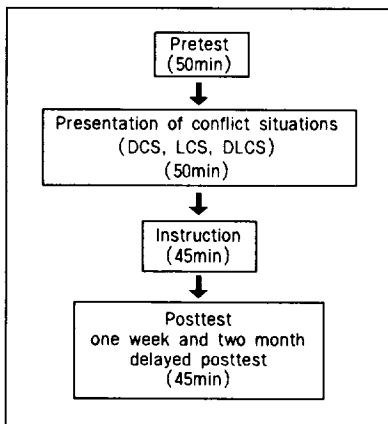 Pretest
(50min)
Presentation of conflict situations
(DCS, LCS, DLCS)
(50min)
Instruction
(45min)
Posttest
one week and two month
delayed posttest
(45min)